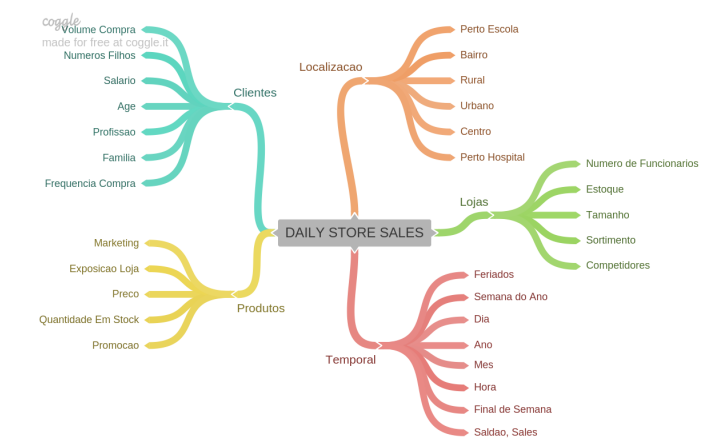 coggle
made for free at coggle.it
Volume Compra
Numeros Filhos
Salario
Age
Profissao
Familia
Frequencia Compra
Clientes
Marketing
Exposicao Loja
Preco
Quantidade Em Stock
Promocao
Produtos
DAILY STORE SALES
Localizacao
Perto Escola
Bairro
Rural
Urbano
Centro
Perto Hospital
Lojas
Numero de Funcionarios
Estoque
Tamanho
Sortimento
Competidores
Temporal
Feriados
Semana do Ano
Dia
Ano
Mes
Hora
Final de Semana
Saldao, Sales